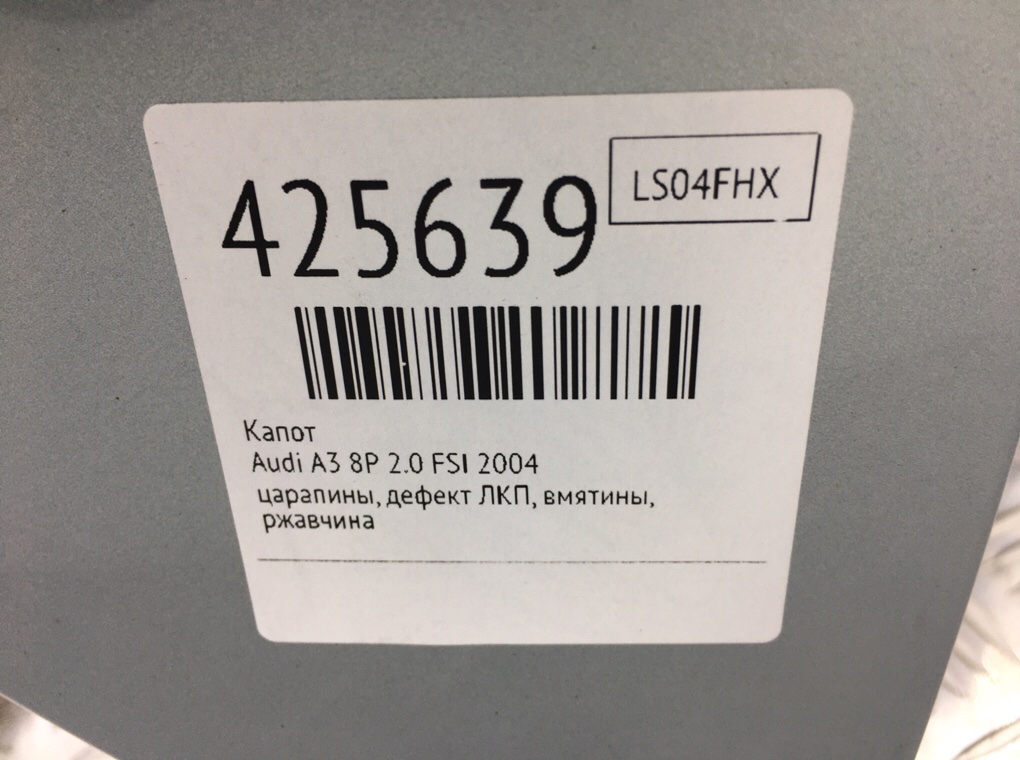 425639
LS04FHX
Капот
Audi A3 8P 2.0 FSI 2004
царапины, дефект ЛКП, вмятины,
ржавчина